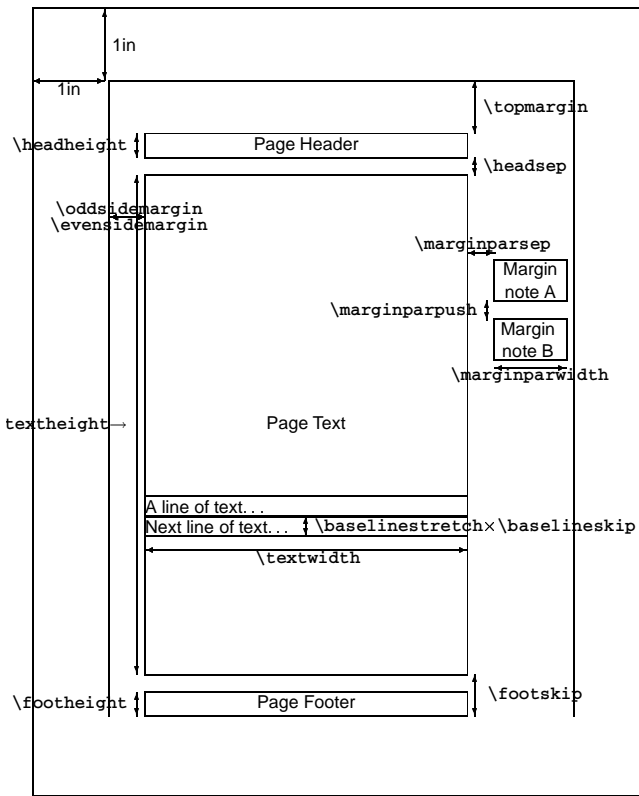 1in
1in
\topmargin
\headheight
Page Header
\headsep
\oddsidemargin
\evensidemargin
\marginparsep
Margin
note A
\marginparpush
Margin
note B
\marginparwidth
textheight→
Page Text
A line of text...
Next line of text...
\baselinestretch×\baselineskip
\textwidth
\footskip
\footheight
Page Footer